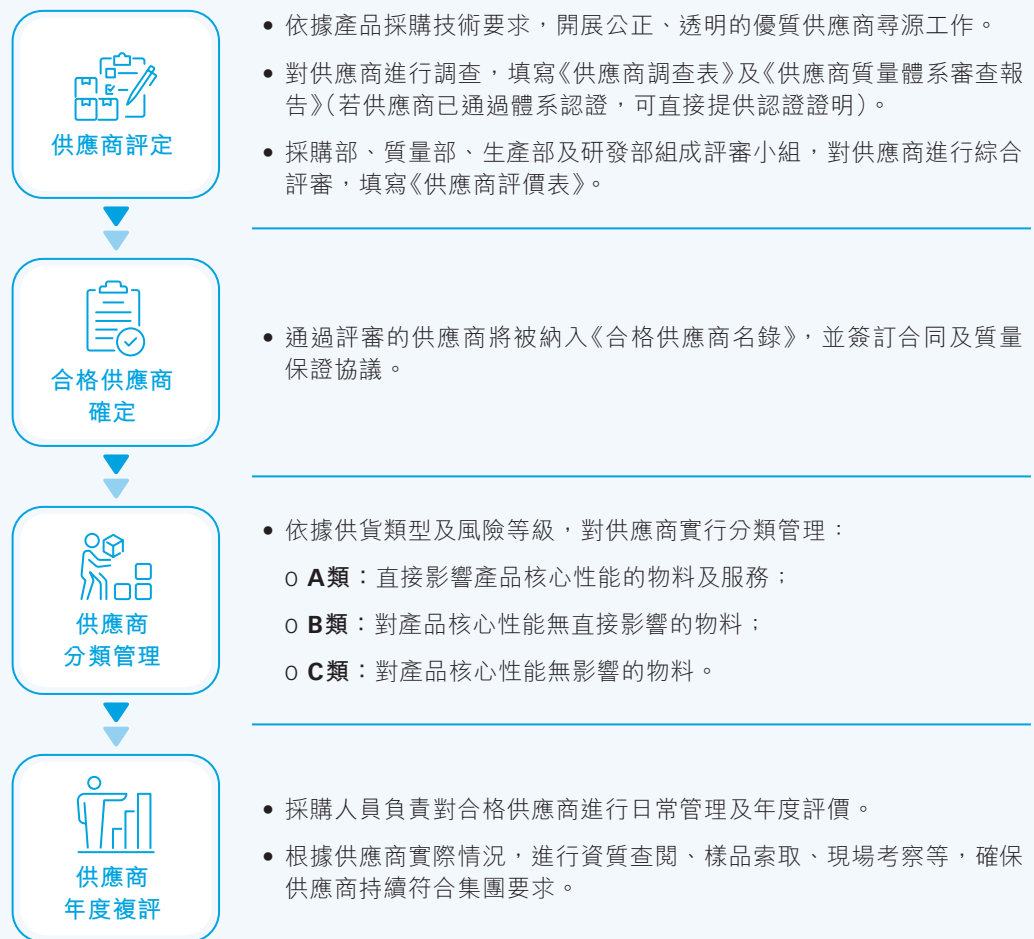 供應商評定
• 依據產品採購技術要求，開展公正、透明的優質供應商尋源工作。
• 對供應商進行調查，填寫《供應商調查表》及《供應商質量體系審查報
告》（若供應商已通過體系認證，可直接提供認證證明）。
• 採購部、質量部、生產部及研發部組成評審小組，對供應商進行綜合
評審，填寫《供應商評價表》。
合格供應商
確定
• 通過評審的供應商將被納入《合格供應商名錄》，並簽訂合同及質量
保證協議。
供應商
分類管理
• 依據供貨類型及風險等級，對供應商實行分類管理：
o A類：直接影響產品核心性能的物料及服務；
o B類：對產品核心性能無直接影響的物料；
o C類：對產品核心性能無影響的物料。
供應商
年度複評
• 採購人員負責對合格供應商進行日常管理及年度評價。
• 根據供應商實際情況，進行資質查閱、樣品索取、現場考察等，確保
供應商持續符合集團要求。